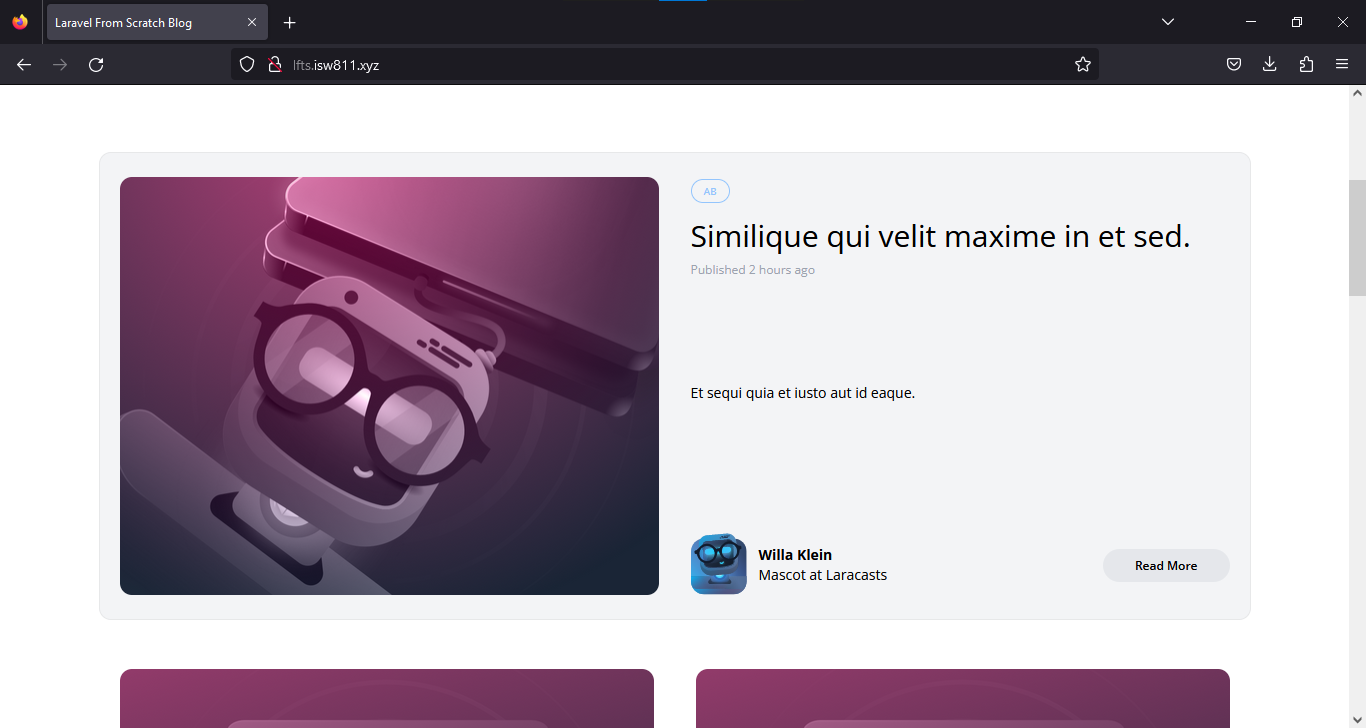 Laravel From Scratch Blog
lfts.isw811.xyz
AB
Similique qui velit maxime in et sed.
Published 2 hours ago
Et sequi quia et iusto aut id eaque.
Willa Klein
Mascot at Laracasts
Read More